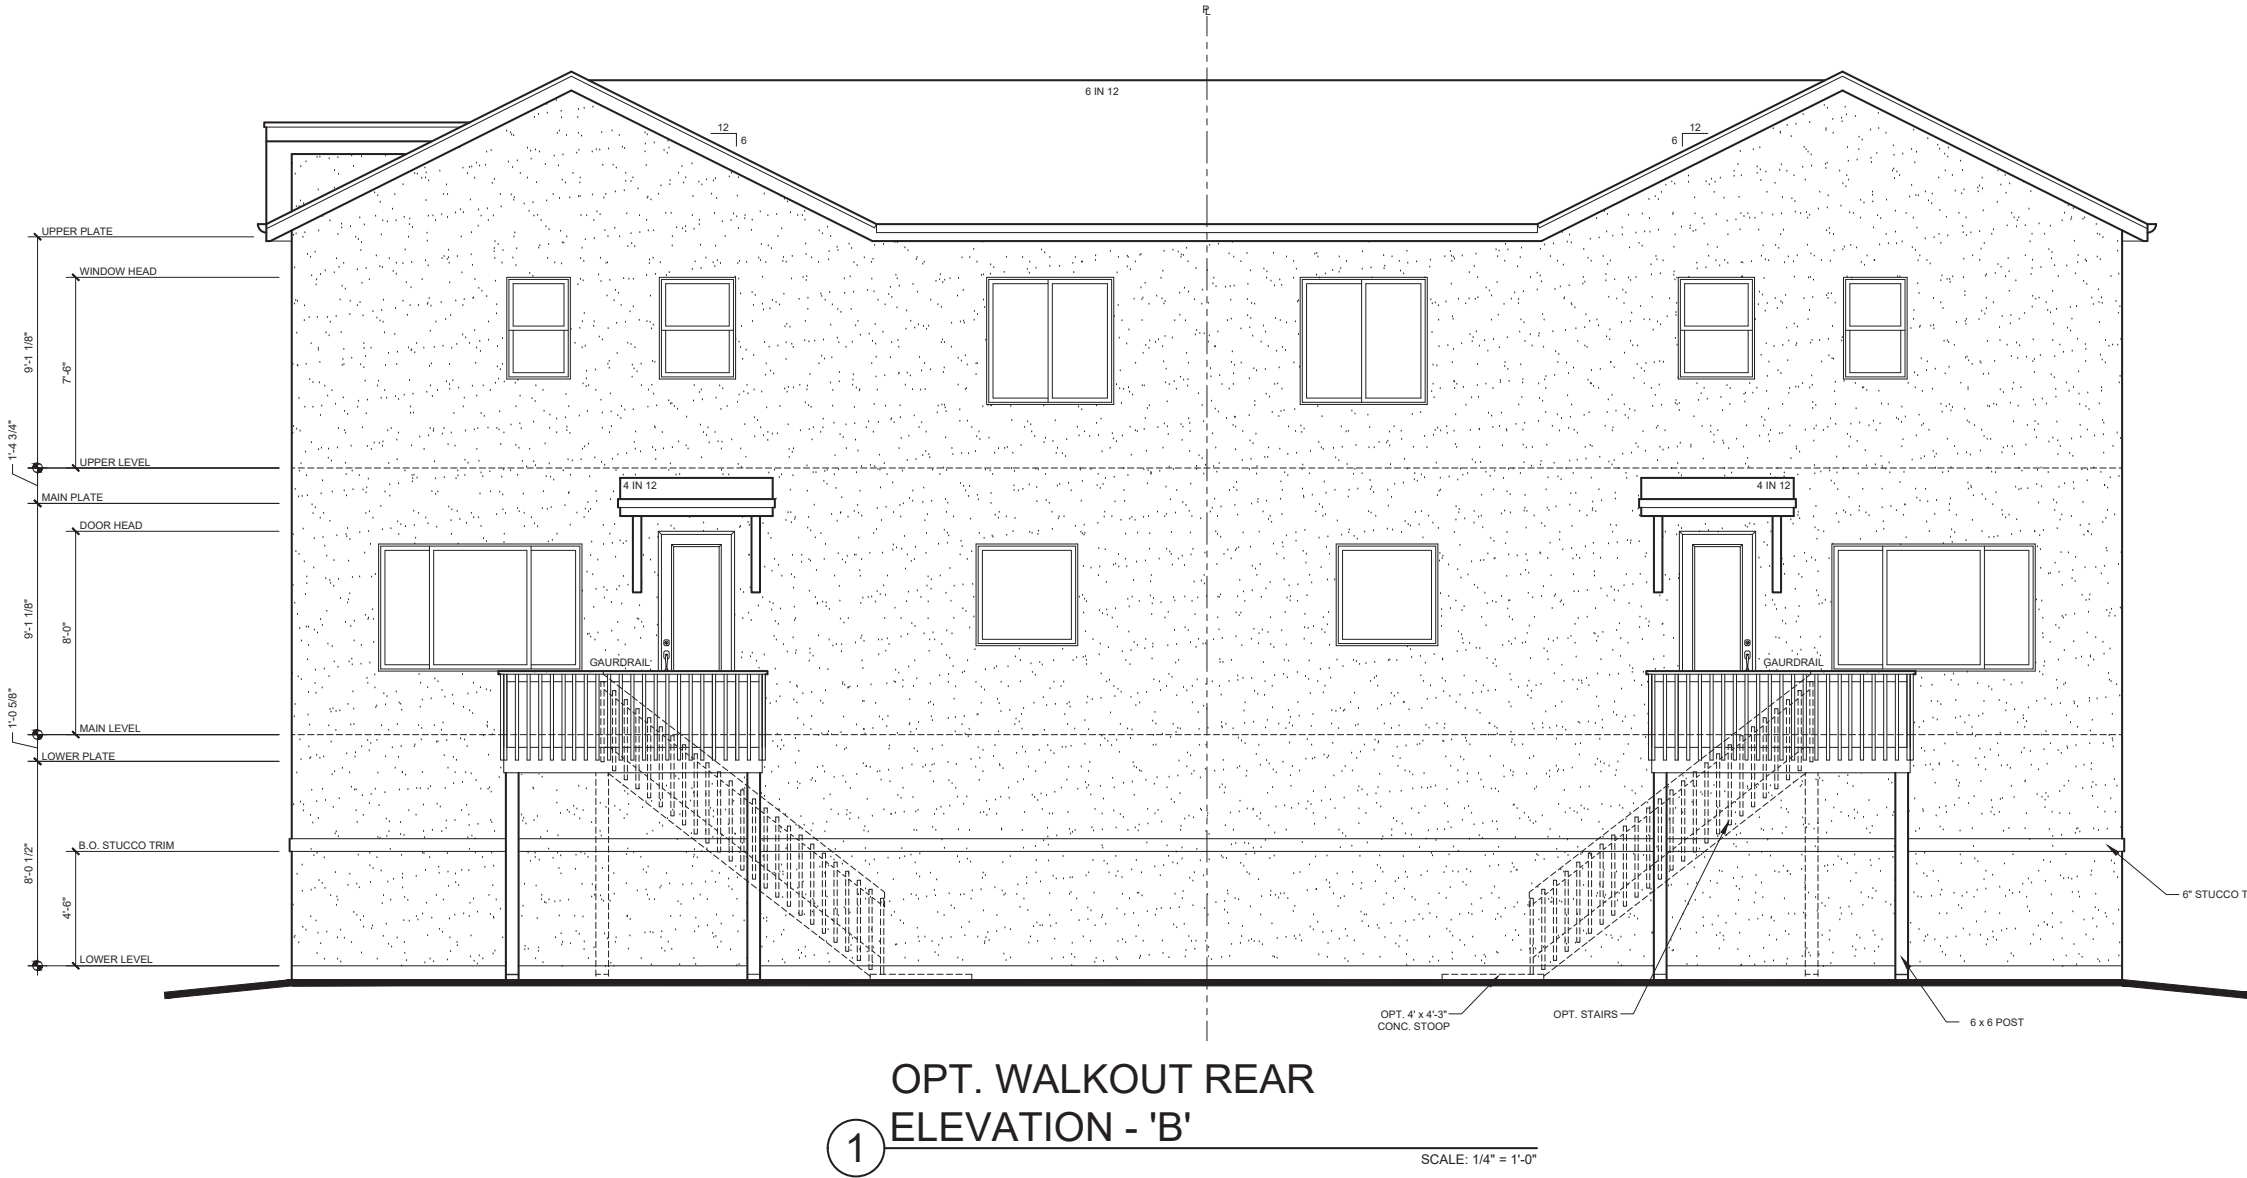 PL
6 IN 12
12
6
12
6
UPPER PLATE
WINDOW HEAD
9'-1 1/8"
7'-6"
1'-4 3/4"
UPPER LEVEL
MAIN PLATE
4 IN 12
4 IN 12
DOOR HEAD
9'-1 1/8"
8'-0"
GAURDRAIL
GAURDRAIL
1'-0 5/8"
MAIN LEVEL
LOWER PLATE
B.O. STUCCO TRIM
8'-0 1/2"
4'-6"
6" STUCCO T
LOWER LEVEL
OPT. 4' x 4'-3"
CONC. STOOP
OPT. STAIRS
6 x 6 POST
OPT. WALKOUT REAR
ELEVATION - 'B'
1
SCALE: 1/4" = 1'-0"